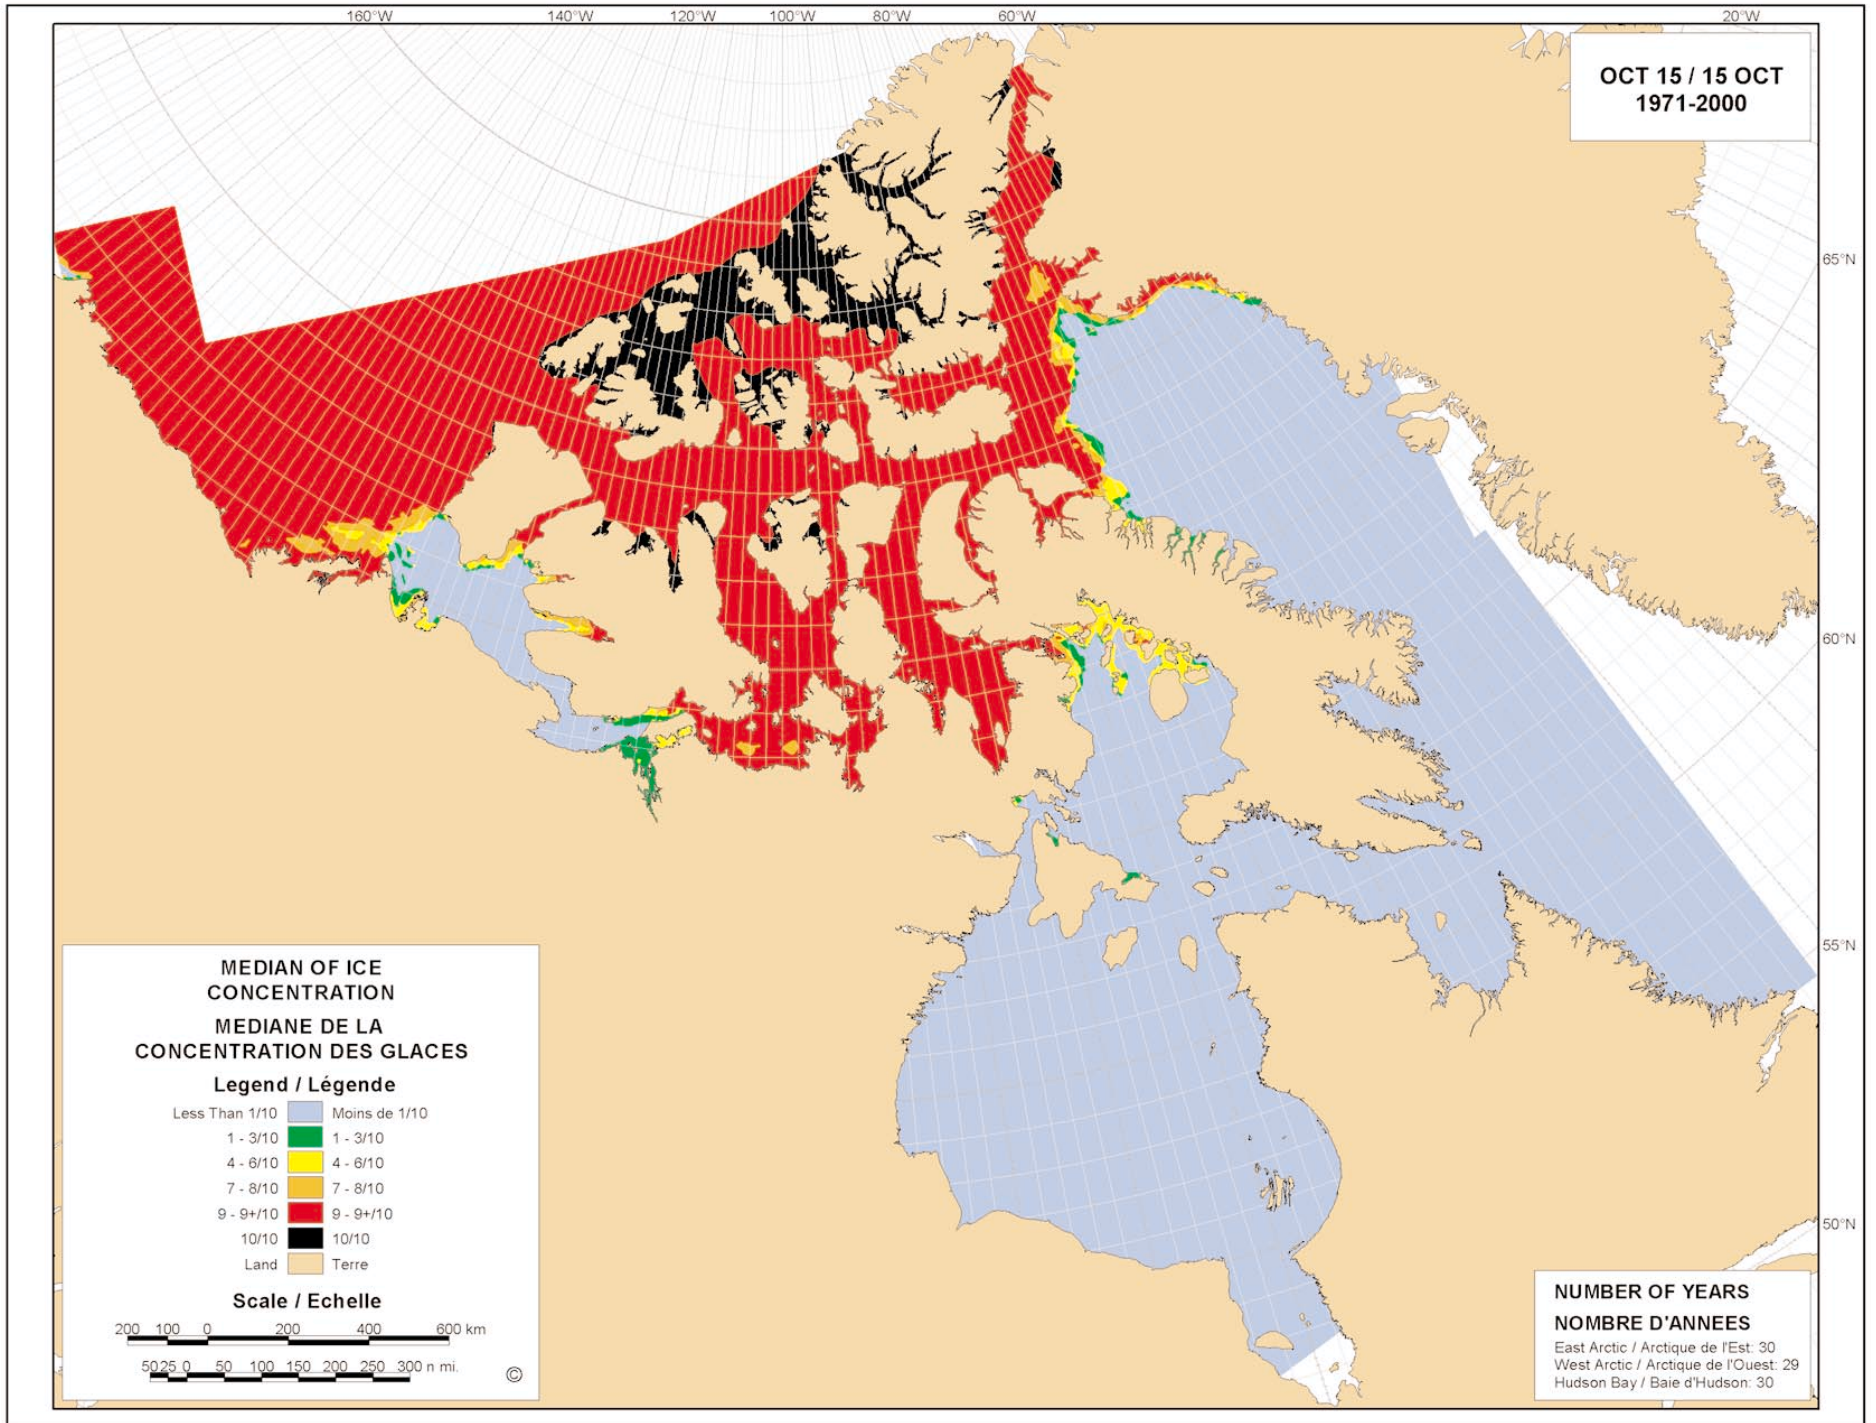 160°W 140°W 120°W 100°W 80°W 60°W 20°W
OCT 15 / 15 OCT
1971-2000
65°N
60°N
55°N
50°N
MEDIAN OF ICE
CONCENTRATION
MEDIANE DE LA
CONCENTRATION DES GLACES
Legend / Légende
Less Than 1/10 Moins de 1/10
1 - 3/10 1 - 3/10
4 - 6/10 4 - 6/10
7 - 8/10 7 - 8/10
9 - 9+/10 9 - 9+/10
10/10 10/10
Land Terre
Scale / Echelle
200 100 0 200 400 600 km
50 25 0 50 100 150 200 250 300 n mi.
©
NUMBER OF YEARS
NOMBRE D'ANNEES
East Arctic / Arctique de l'Est: 30
West Arctic / Arctique de l'Ouest: 29
Hudson Bay / Baie d'Hudson: 30